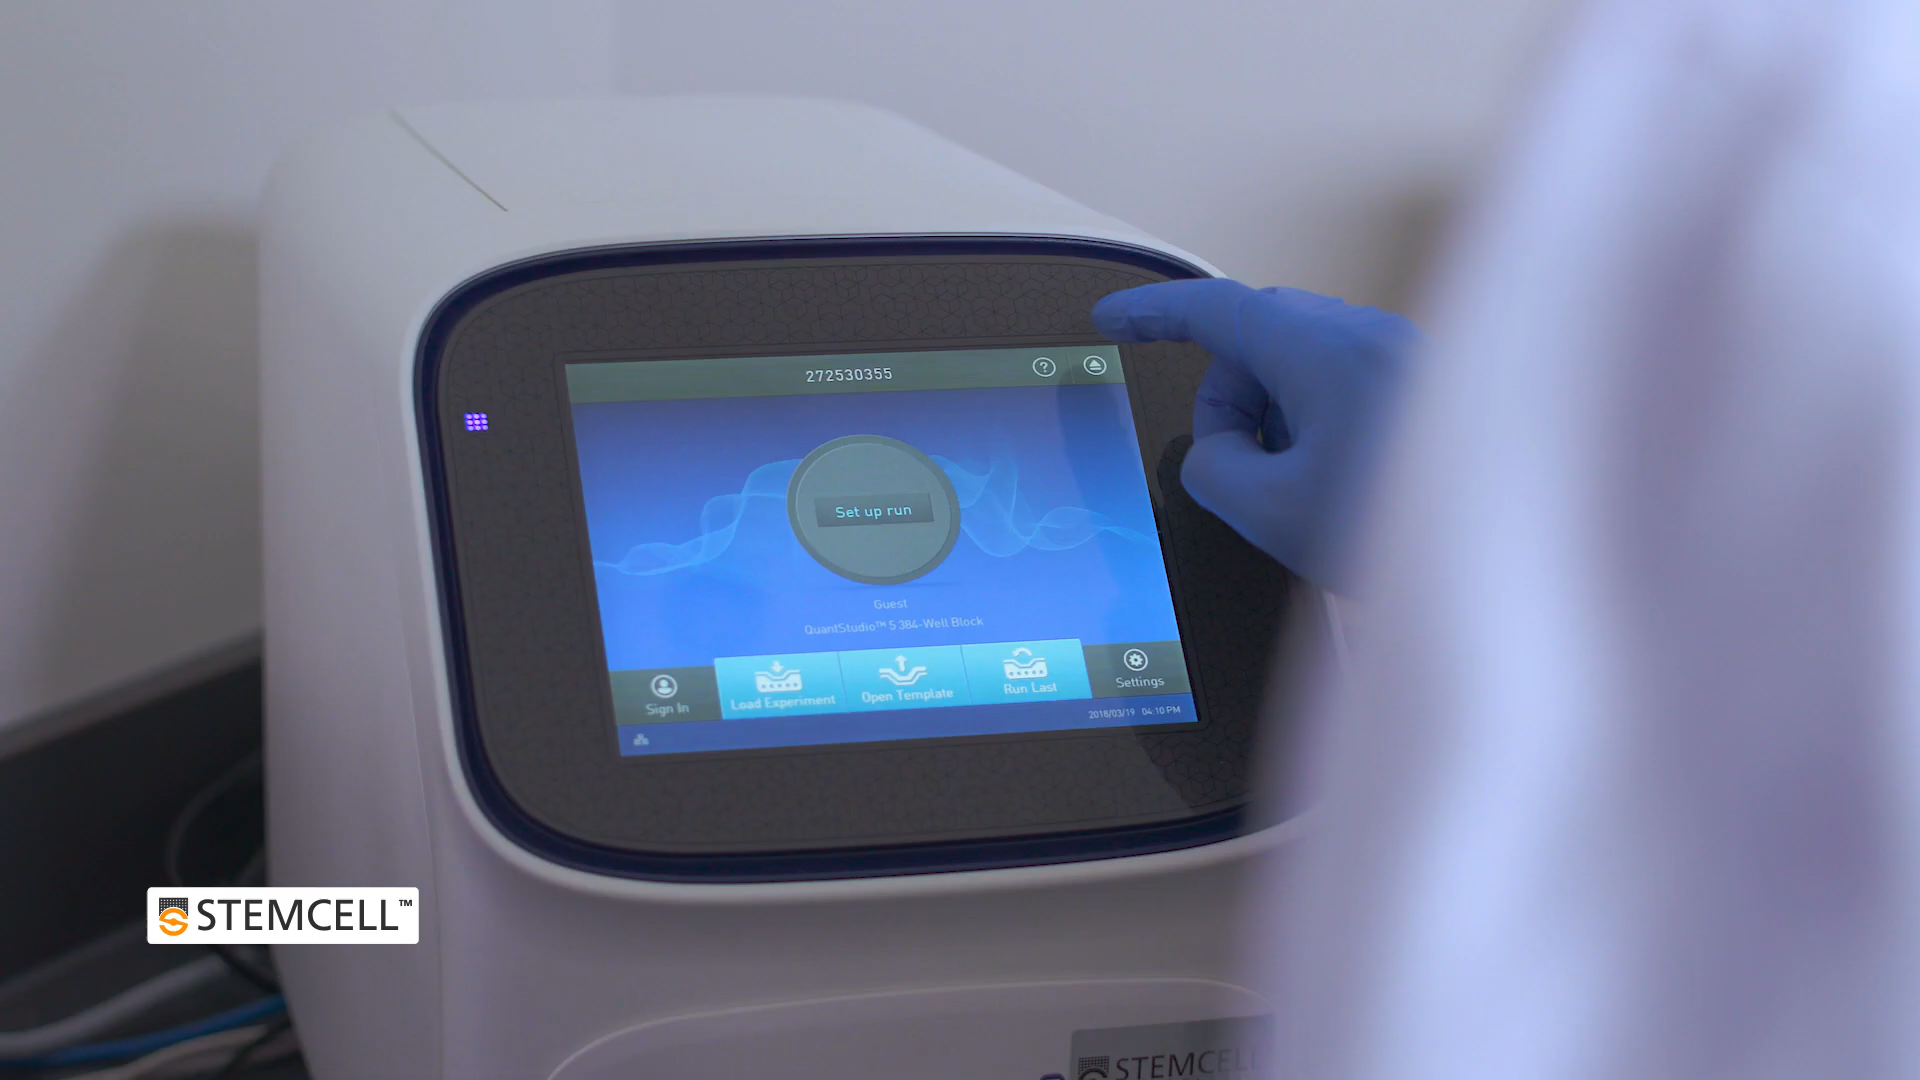 272530355
?
Set up run
Guest
QuantStudio™ 5 384-Well Block
Sign In
Load Experiment
Open Template
Run Last
Settings
2018/03/19 04:10 PM
STEMCELL™
STEMCELL